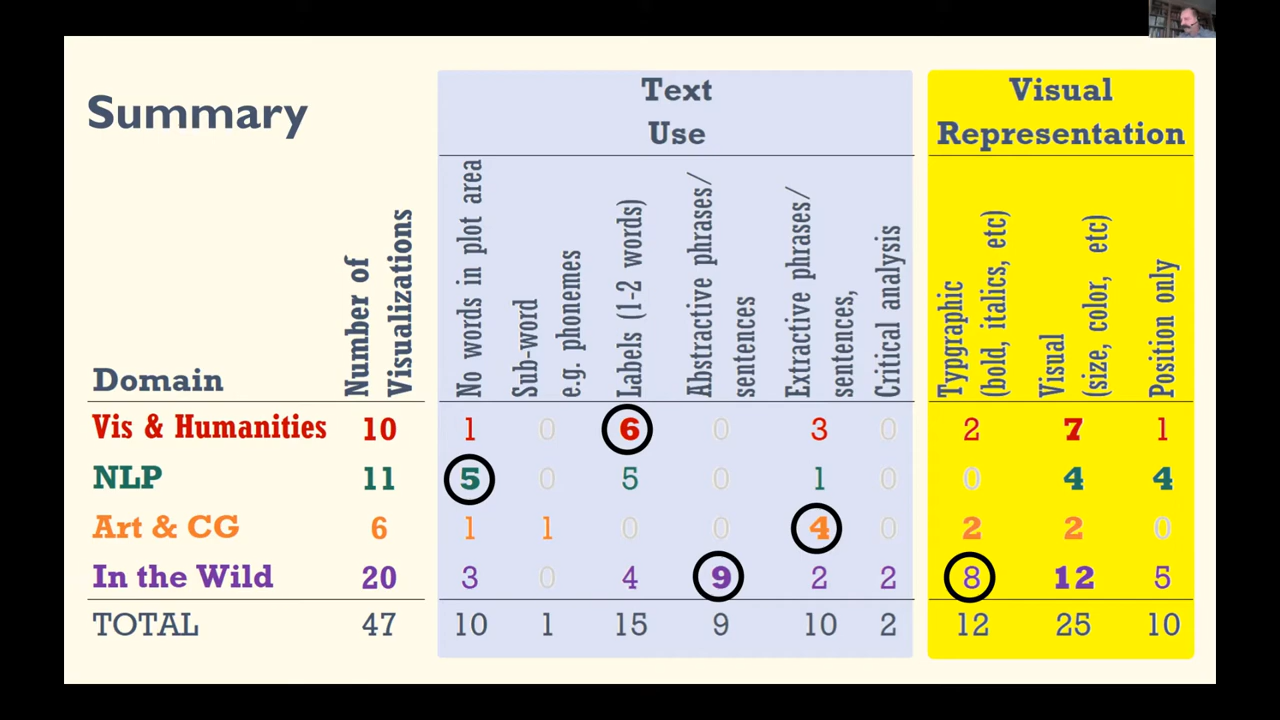 Summary
Text
Use
Visual
Representation
Domain
Number of
Visualizations
No words in plot area
Sub-word
e.g. phonemes
Labels (1-2 words)
Abstractive phrases/
sentences
Extractive phrases/
sentences,
Critical analysis
Typgraphic
(bold, italics, etc)
Visual
(size, color, etc)
Position only
Vis & Humanities 10 1 0 6 0 3 0 2 7 1
NLP 11 5 0 5 0 1 0 0 4 4
Art & CG 6 1 1 0 0 4 0 2 2 0
In the Wild 20 3 0 4 9 2 2 8 12 5
TOTAL 47 10 1 15 9 10 2 12 25 10